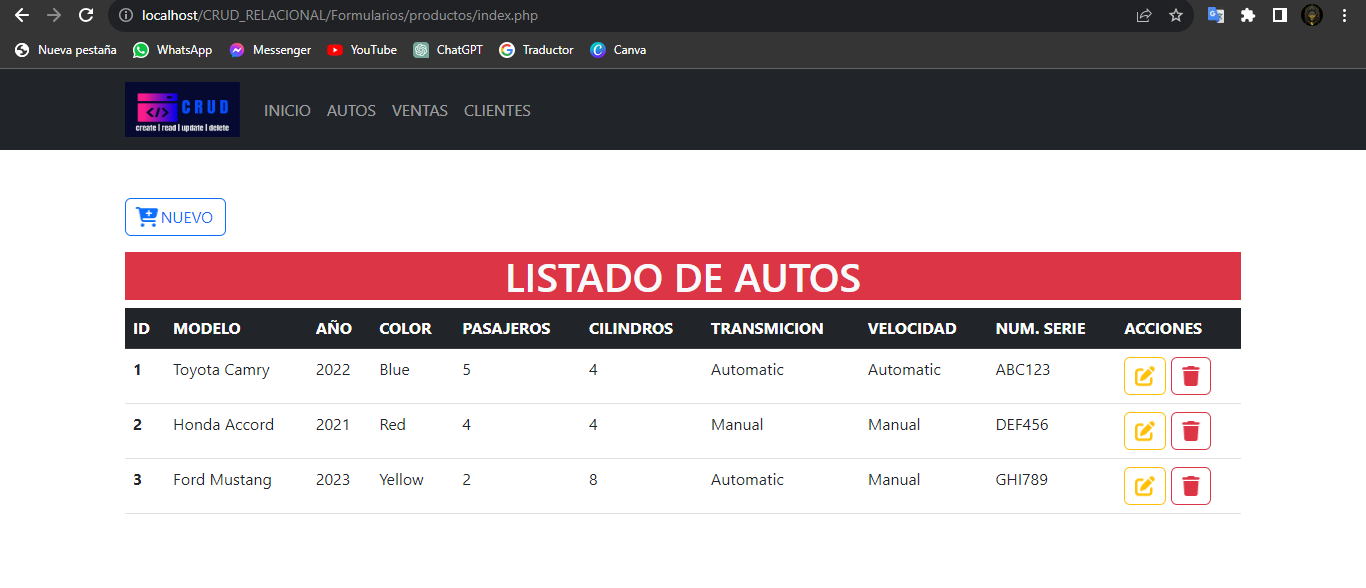 localhost/CRUD_RELACIONAL/Formularios/productos/index.php
Nueva pestaña WhatsApp Messenger YouTube ChatGPT Traductor Canva
</> CRUD
create | read | update | delete
INICIO AUTOS VENTAS CLIENTES
NUEVO
LISTADO DE AUTOS
ID MODELO AÑO COLOR PASAJEROS CILINDROS TRANSMICION VELOCIDAD NUM. SERIE ACCIONES
1 Toyota Camry 2022 Blue 5 4 Automatic Automatic ABC123
2 Honda Accord 2021 Red 4 4 Manual Manual DEF456
3 Ford Mustang 2023 Yellow 2 8 Automatic Manual GHI789